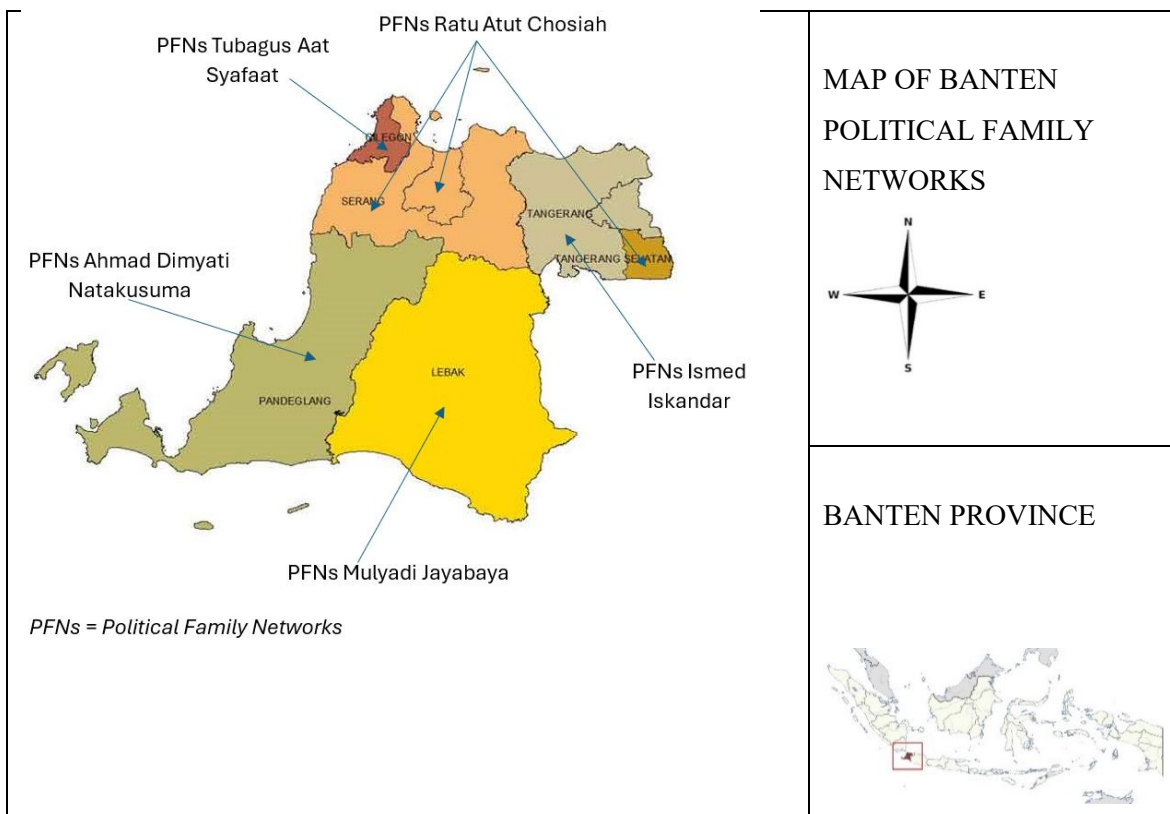 PFNs Ratu Atut Chosiah
PFNs Tubagus Aat
Syafaat
CILEGON
SERANG
TANGERANG
TANGERANG SELATAN
PFNs Ahmad Dimyati
Natakusuma
LEBAK
PANDEGLANG
PFNs Ismed
Iskandar
PFNs Mulyadi Jayabaya
PFNs = Political Family Networks
MAP OF BANTEN
POLITICAL FAMILY
NETWORKS
N
W
E
S
BANTEN PROVINCE